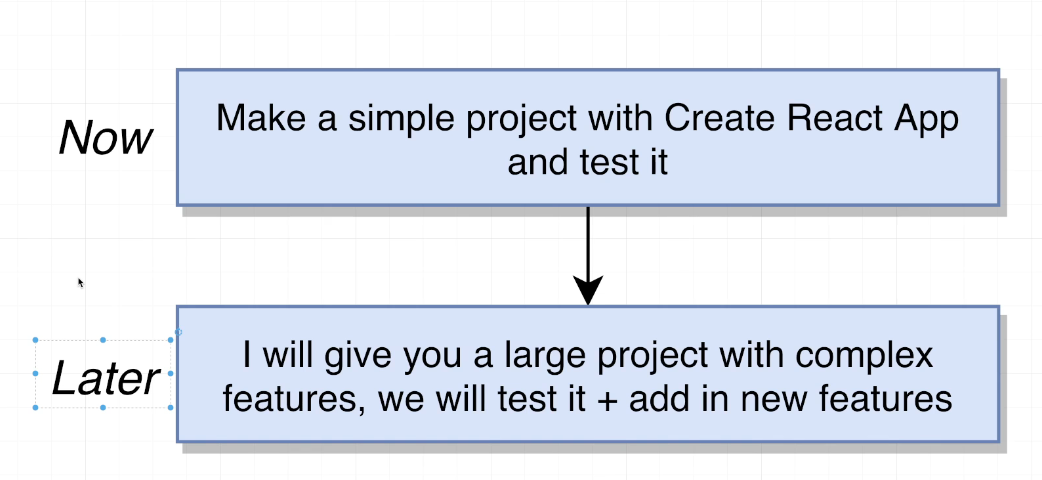 Now
Make a simple project with Create React App
and test it
Later
I will give you a large project with complex
features, we will test it + add in new features